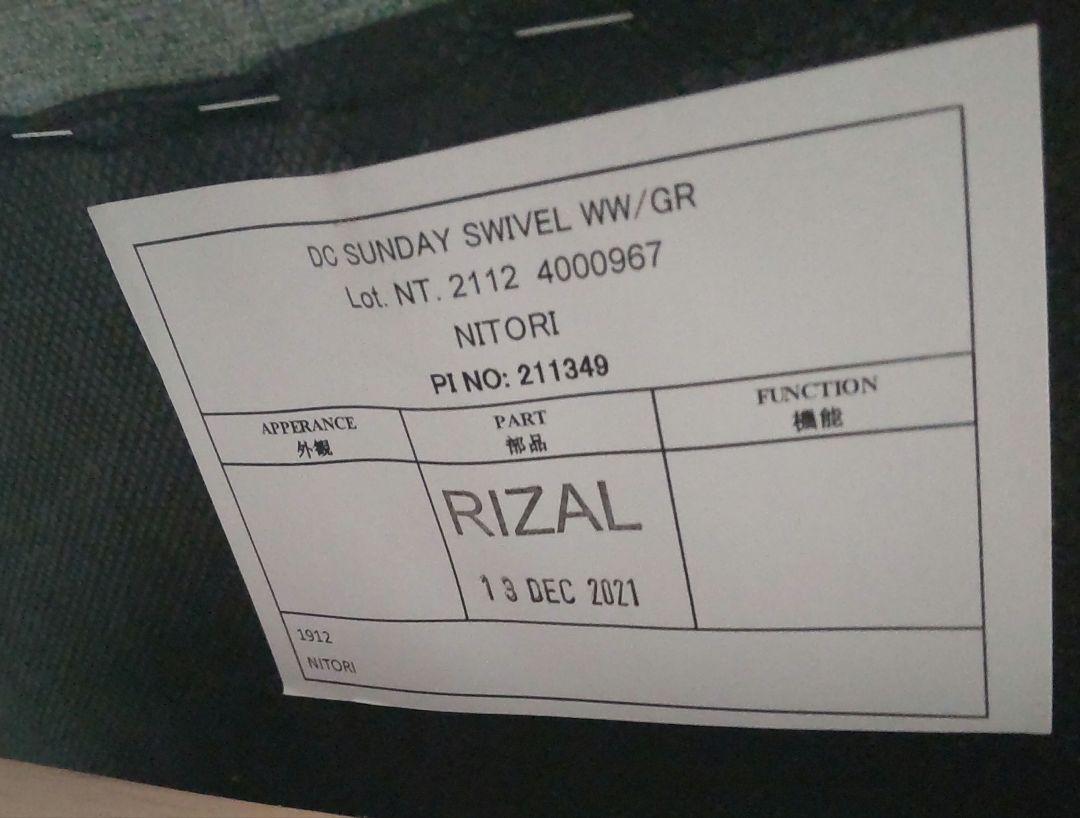 DC SUNDAY SWIVEL WW/GR
Lot. NT. 2112 4000967
NITORI
PI NO: 211349
APPERANCE
外観
PART
部品
FUNCTION
機能
RIZAL
13 DEC 2021
1912
NITORI